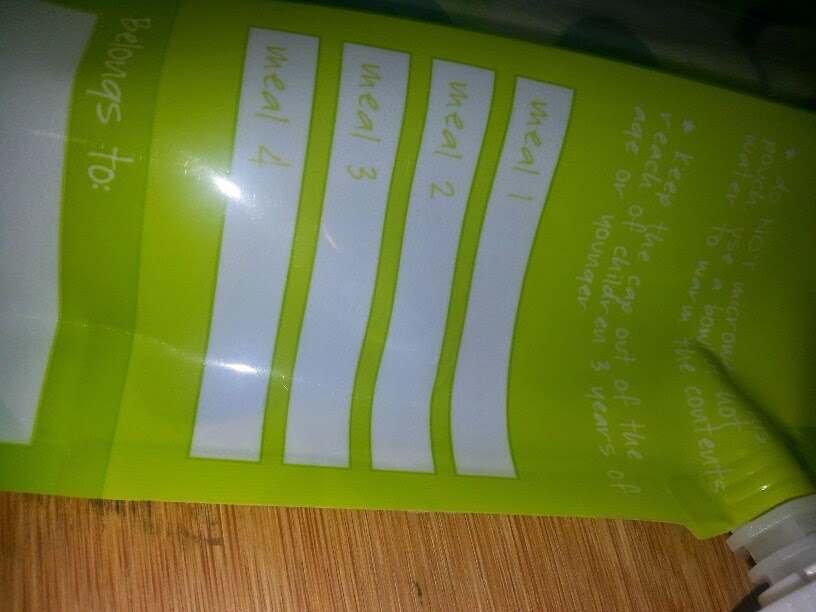 * do NOT
pouch use a bowl hot
water to warm the contents
* keep the cap out of the
reach of children 3 years of
age or younger
meal 1
meal 2
meal 3
meal 4
Belongs to: